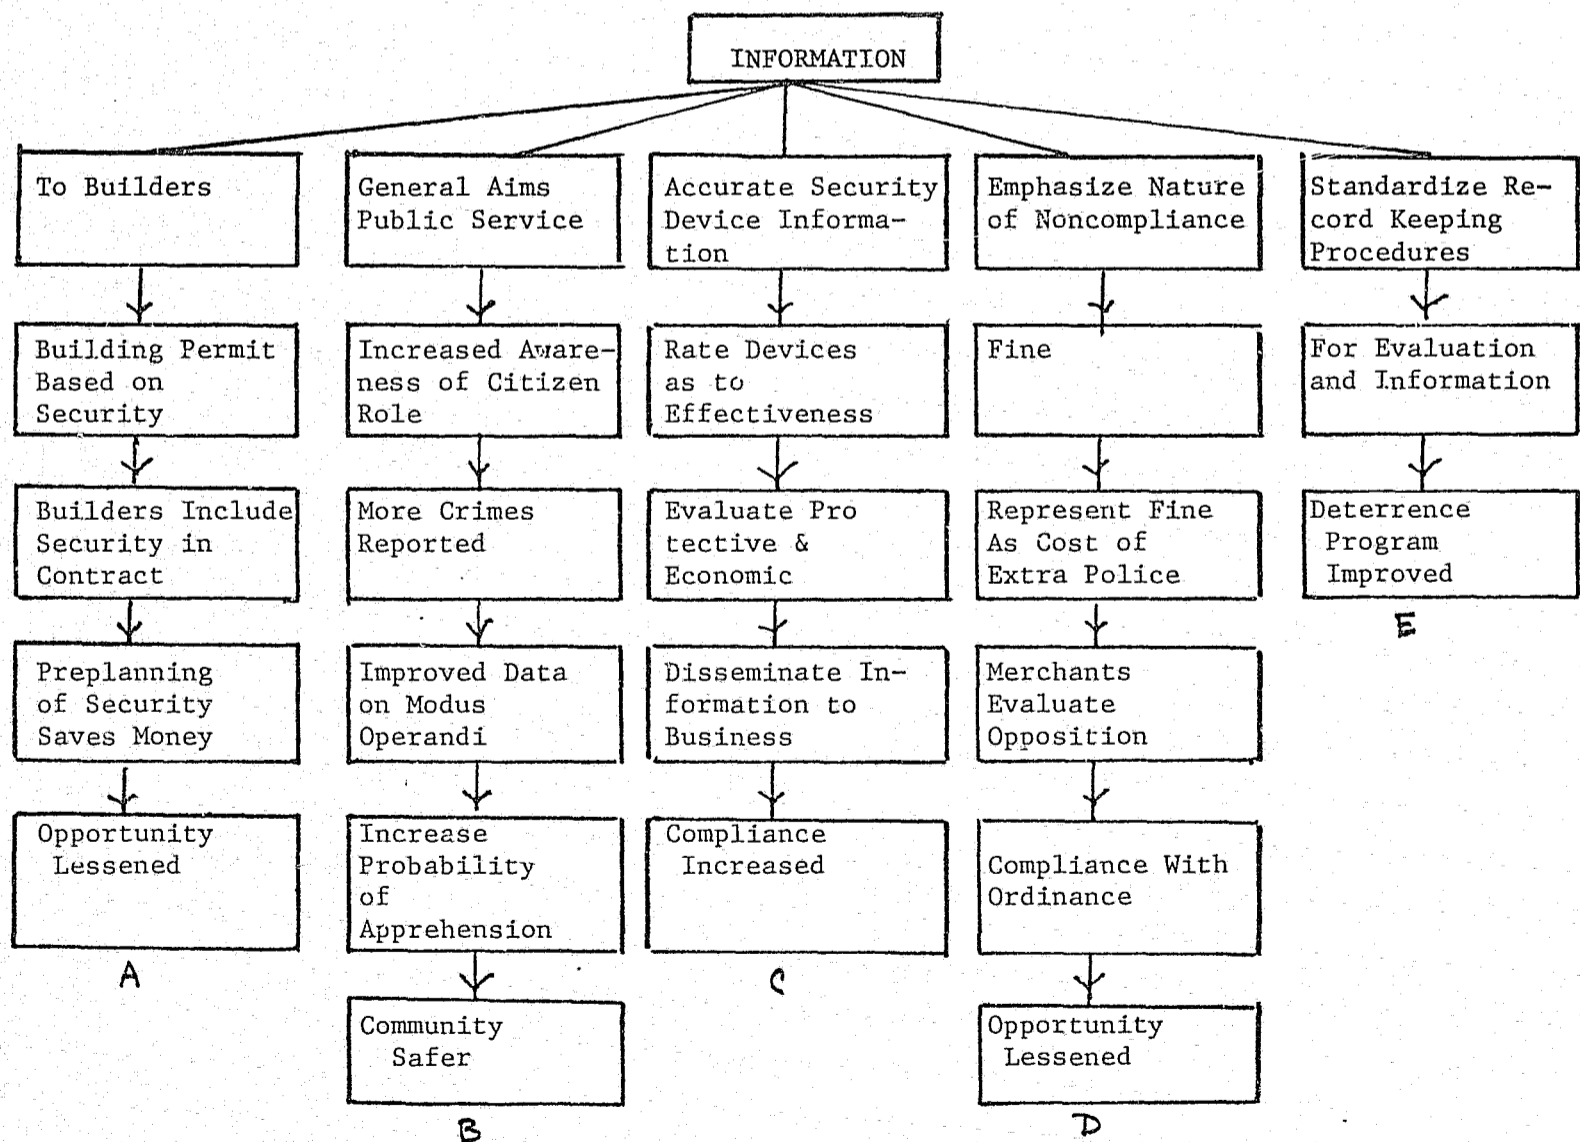 INFORMATION
To Builders
Building Permit
Based on
Security
Builders Include
Security in
Contract
Preplanning
of Security
Saves Money
Opportunity
Lessened
A
General Aims
Public Service
Increased Aware-
ness of Citizen
Role
More Crimes
Reported
Improved Data
on Modus
Operandi
Increase
Probability
of
Apprehension
Community
Safer
B
Accurate Security
Device Informa-
tion
Rate Devices
as to
Effectiveness
Evaluate Pro
tective &
Economic
Disseminate In-
formation to
Business
Compliance
Increased
C
Emphasize Nature
of Noncompliance
Fine
Represent Fine
As Cost of
Extra Police
Merchants
Evaluate
Opposition
Compliance With
Ordinance
Opportunity
Lessened
D
Standardize Re-
cord Keeping
Procedures
For Evaluation
and Information
Deterrence
Program
Improved
E